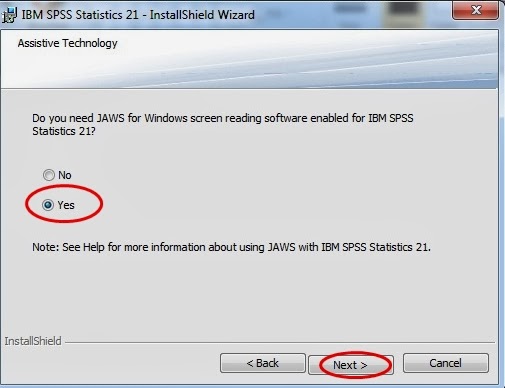 IBM SPSS Statistics 21 - InstallShield Wizard
Assistive Technology
Do you need JAWS for Windows screen reading software enabled for IBM SPSS
Statistics 21?
No
Yes
Note: See Help for more information about using JAWS with IBM SPSS Statistics 21.
InstallShield
< Back
Next >
Cancel